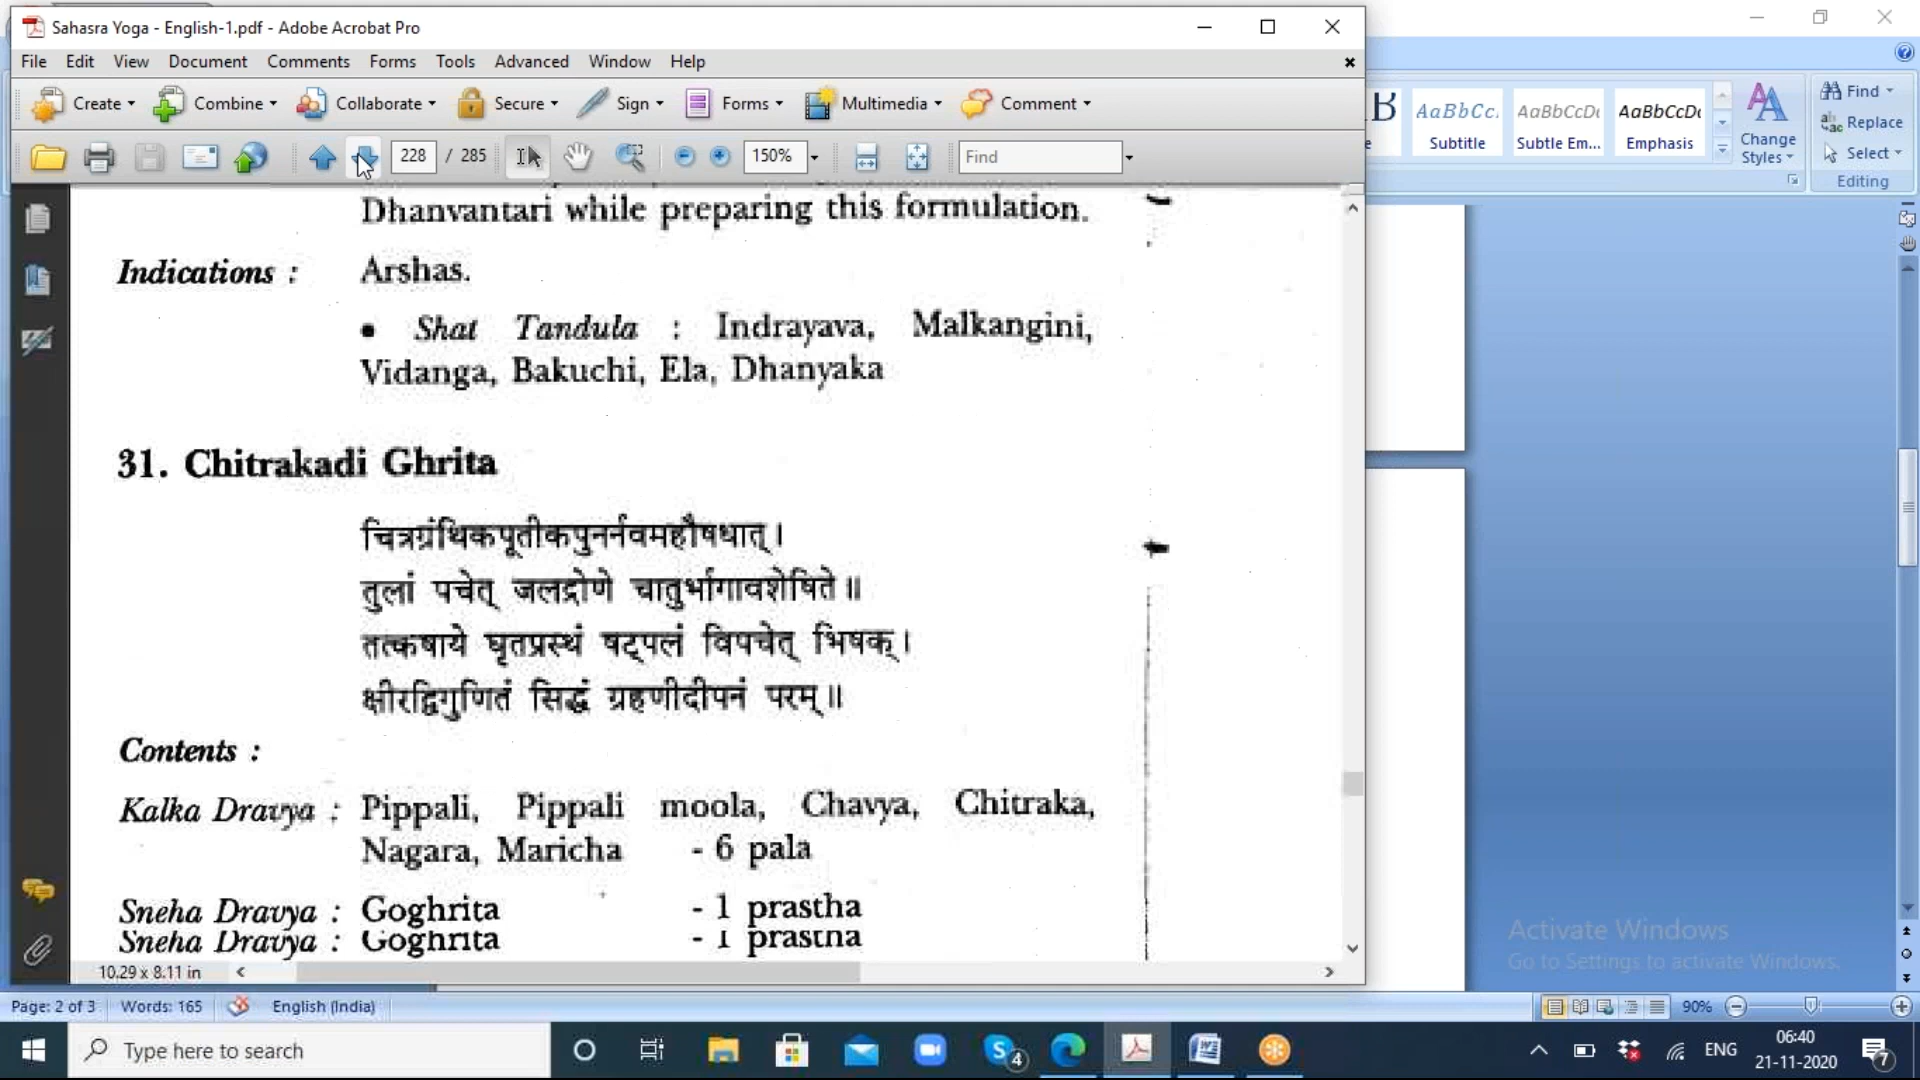 Sahasra Yoga - English-1.pdf - Adobe Acrobat Pro
File Edit View Document Comments Forms Tools Advanced Window Help
Create Combine Collaborate Secure Sign Forms Multimedia Comment
228 / 285 150% Find
Dhanvantari while preparing this formulation.
Indications : Arshas.
• Shat Tandula : Indrayava, Malkangini,
Vidanga, Bakuchi, Ela, Dhanyaka
31. Chitrakadi Ghrita
चित्रग्रंथिकपूतीकपुनर्नवमहौषधात्।
तुलां पचेत् जलद्रोणे चातुर्भागावशेषिते॥
तत्कषाये घृतप्रस्थं षट्पलं विपचेत् भिषक्।
क्षीरद्विगुणितं सिद्धं ग्रहणीदीपनं परम्॥
Contents :
Kalka Dravya : Pippali, Pippali moola, Chavya, Chitraka,
Nagara, Maricha - 6 pala
Sneha Dravya : Goghrita - 1 prastha
Sneha Dravya : Goghrita - 1 prastha
10.29 x 8.11 in
AaBbCc. AaBbCcDc AaBbCcDc
Subtitle Subtle Em... Emphasis
Change Styles
Find
Replace
Select
Editing
Activate Windows
Go to Settings to activate Windows.
Page: 2 of 3 Words: 165 English (India) 90%
Type here to search
4
ENG
06:40
21-11-2020
7